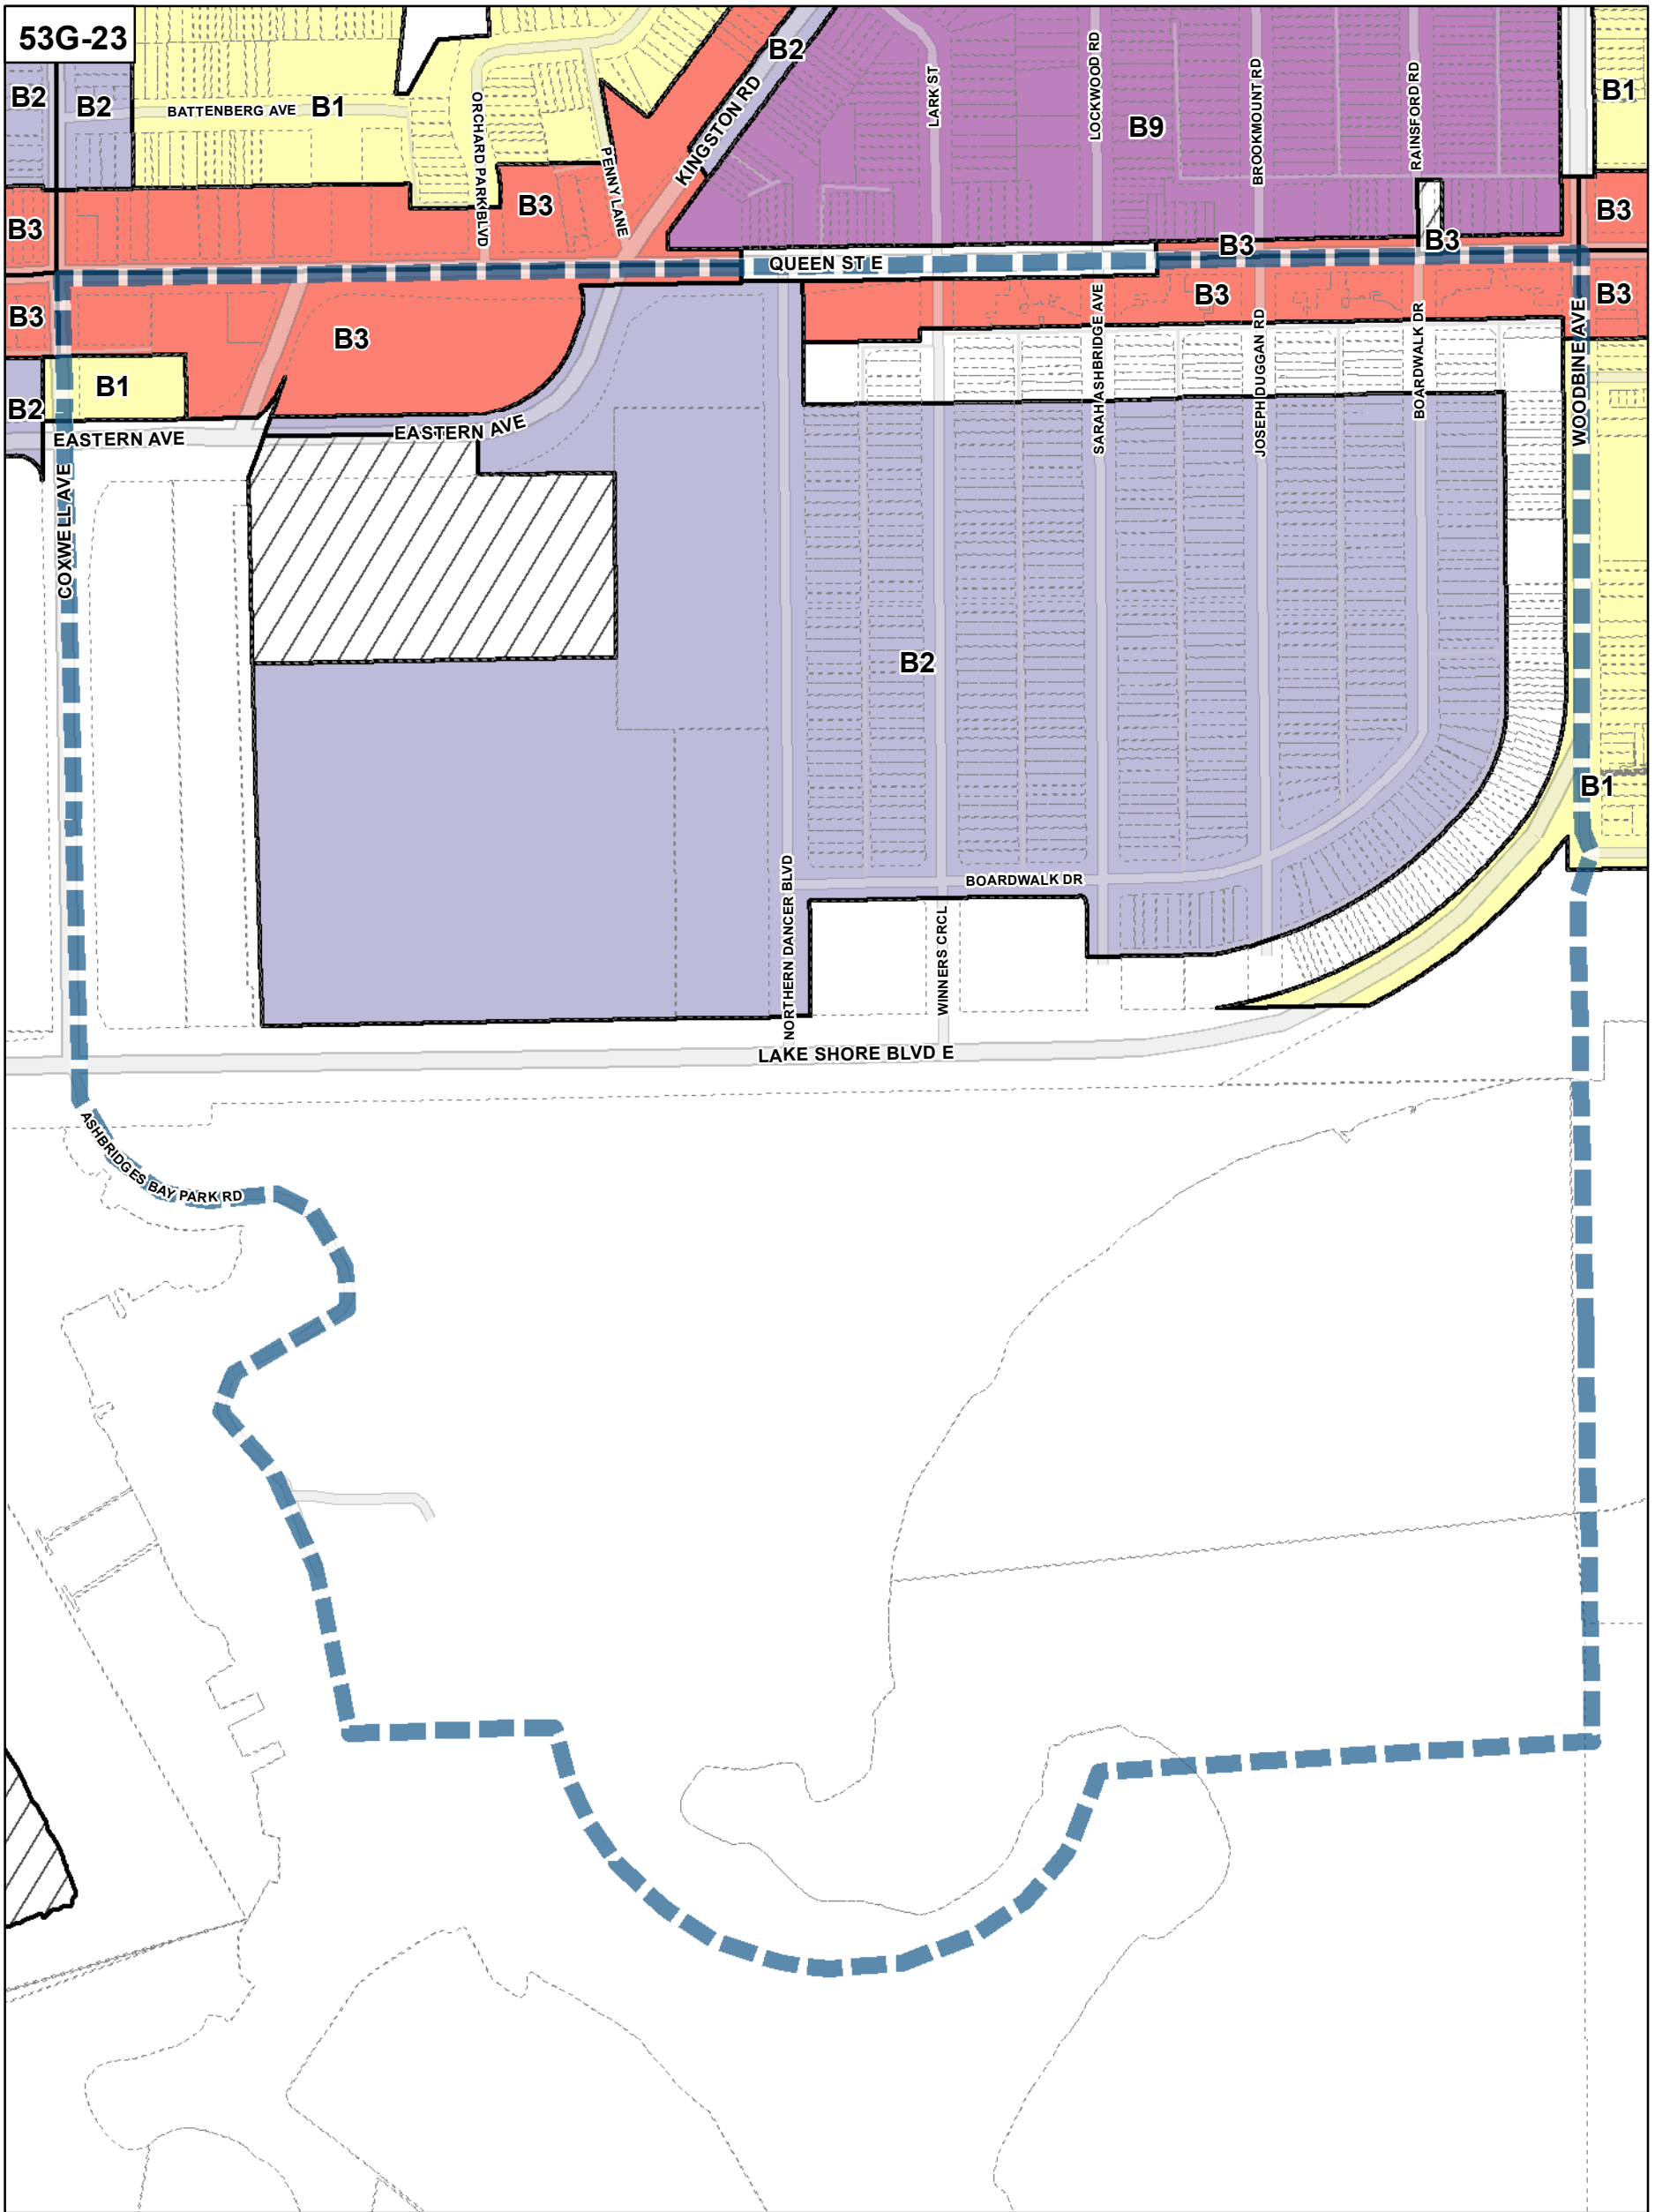 53G-23
B2
B2
B2
BATTENBERG AVE
B1
ORCHARD PARK BLVD
PENNY LANE
KINGSTON RD
LARK ST
LOCKWOOD RD
BROOKMOUNT RD
RAINSFORD RD
B9
B1
B3
B3
B3
B3
B3
QUEEN ST E
B3
B3
B3
B3
B1
B2
EASTERN AVE
EASTERN AVE
COXWELL AVE
SARAH ASHBRIDGE AVE
JOSEPH DUGGAN RD
BOARDWALK DR
WOODBINE AVE
B2
B1
BOARDWALK DR
NORTHERN DANCER BLVD
WINNERS CRCL
LAKE SHORE BLVD E
ASHBRIDGES BAY PARK RD